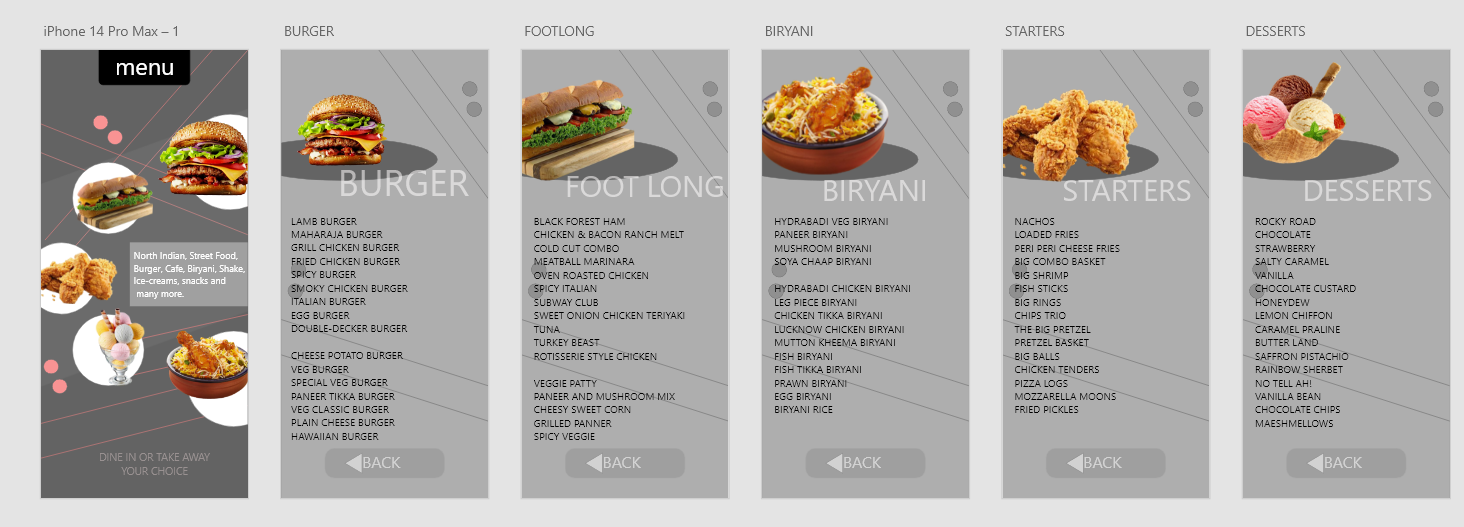 iPhone 14 Pro Max – 1
menu
North Indian, Street Food,
Burger, Cafe, Biryani, Shake,
Ice-creams, snacks and
many more.
DINE IN OR TAKE AWAY
YOUR CHOICE
BURGER
BURGER
LAMB BURGER
MAHARAJA BURGER
GRILL CHICKEN BURGER
FRIED CHICKEN BURGER
SPICY BURGER
SMOKY CHICKEN BURGER
ITALIAN BURGER
EGG BURGER
DOUBLE-DECKER BURGER
CHEESE POTATO BURGER
VEG BURGER
SPECIAL VEG BURGER
PANEER TIKKA BURGER
VEG CLASSIC BURGER
PLAIN CHEESE BURGER
HAWAIIAN BURGER
BACK
FOOTLONG
FOOT LONG
BLACK FOREST HAM
CHICKEN & BACON RANCH MELT
COLD CUT COMBO
MEATBALL MARINARA
OVEN ROASTED CHICKEN
SPICY ITALIAN
SUBWAY CLUB
SWEET ONION CHICKEN TERIYAKI
TUNA
TURKEY BEAST
ROTISSERIE STYLE CHICKEN
VEGGIE PATTY
PANEER AND MUSHROOM MIX
CHEESY SWEET CORN
GRILLED PANNER
SPICY VEGGIE
BACK
BIRYANI
BIRYANI
HYDRABADI VEG BIRYANI
PANEER BIRYANI
MUSHROOM BIRYANI
SOYA CHAAP BIRYANI
HYDRABADI CHICKEN BIRYANI
LEG PIECE BIRYANI
CHICKEN TIKKA BIRYANI
LUCKNOW CHICKEN BIRYANI
MUTTON KHEEMA BIRYANI
FISH BIRYANI
FISH TIKKA BIRYANI
PRAWN BIRYANI
EGG BIRYANI
BIRYANI RICE
BACK
STARTERS
STARTERS
NACHOS
LOADED FRIES
PERI PERI CHEESE FRIES
BIG COMBO BASKET
BIG SHRIMP
FISH STICKS
BIG RINGS
CHIPS TRIO
THE BIG PRETZEL
PRETZEL BASKET
BIG BALLS
CHICKEN TENDERS
PIZZA LOGS
MOZZARELLA MOONS
FRIED PICKLES
BACK
DESSERTS
DESSERTS
ROCKY ROAD
CHOCOLATE
STRAWBERRY
SALTY CARAMEL
VANILLA
CHOCOLATE CUSTARD
HONEYDEW
LEMON CHIFFON
CARAMEL PRALINE
BUTTER LAND
SAFFRON PISTACHIO
RAINBOW SHERBET
NO TELL AH!
VANILLA BEAN
CHOCOLATE CHIPS
MAESHMELLOWS
BACK